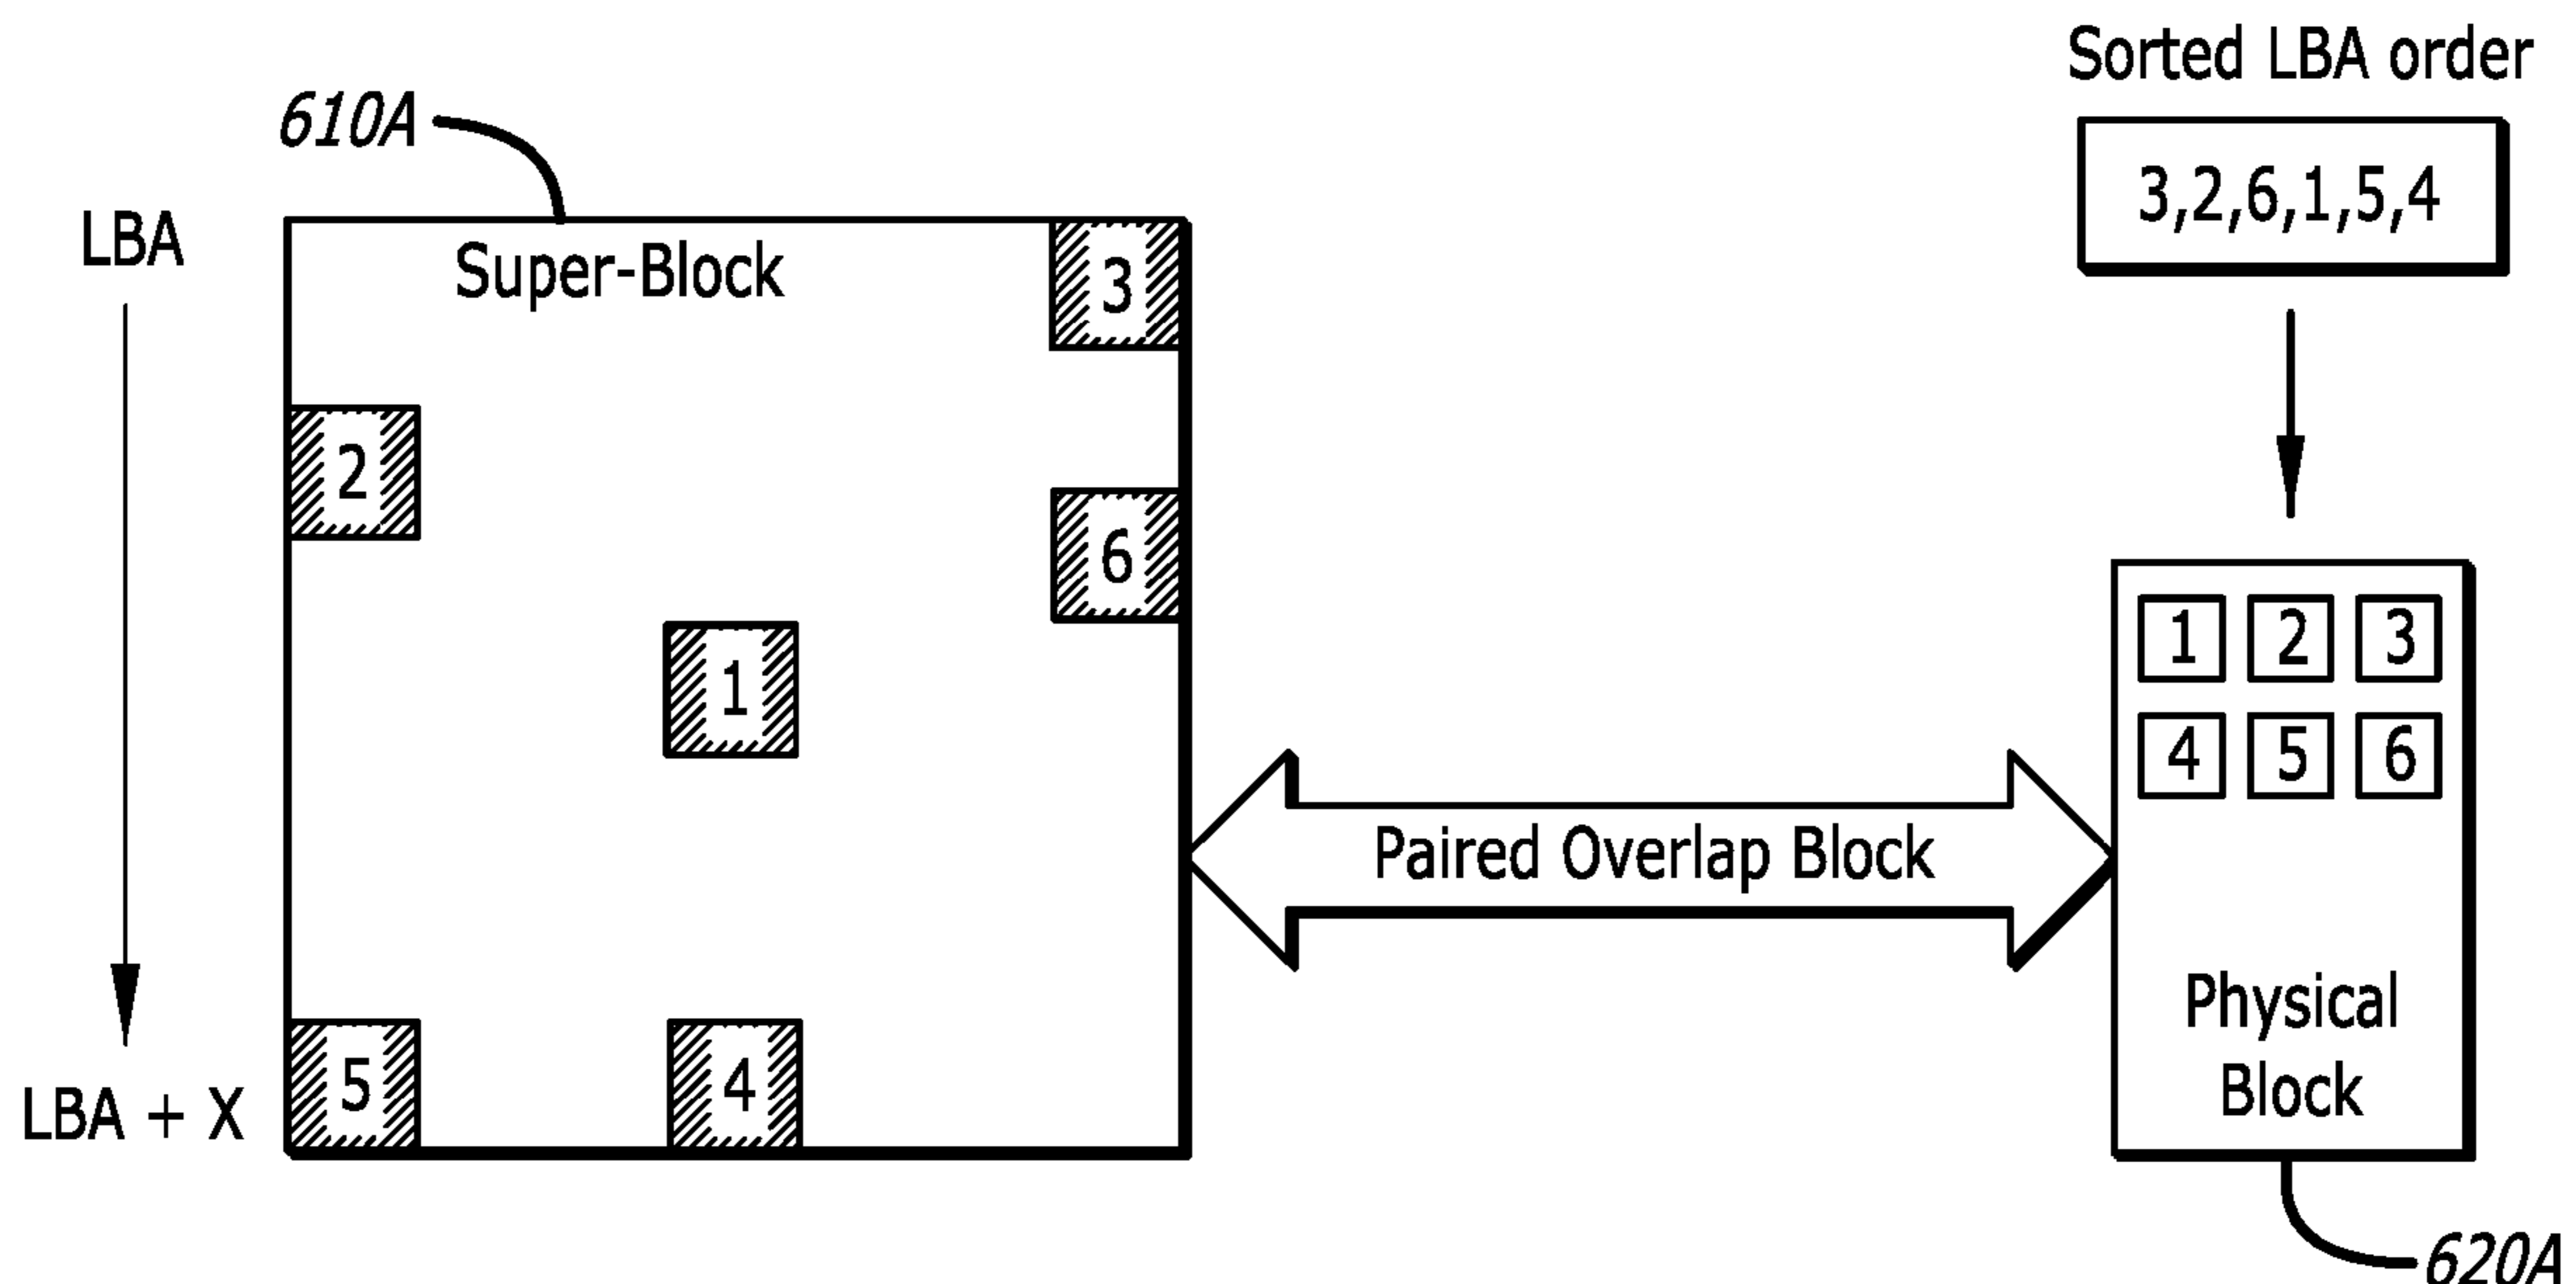 Sorted LBA order
3,2,6,1,5,4
610A
LBA
Super-Block
3
2
6
1
5
4
LBA + X
Paired Overlap Block
1 2 3
4 5 6
Physical
Block
620A